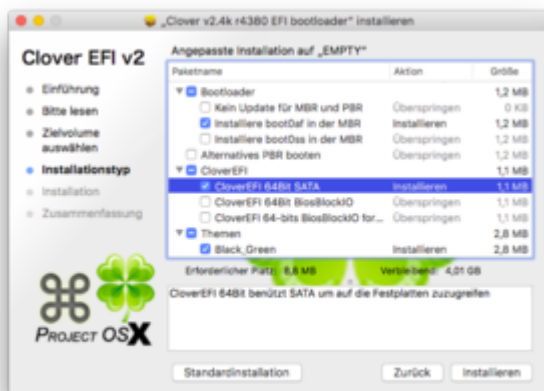 „Clover v2.4k r4380 EFI bootloader“ installieren
Clover EFI v2
Angepasste Installation auf „EMPTY“
Paketname Aktion Größe
Einführung
Bitte lesen
Zielvolume auswählen
Installationstyp
Installation
Zusammenfassung
Bootloader 1,2 MB
Kein Update für MBR und PBR Überspringen 0 KB
Installiere boot0af in der MBR Installieren 1,2 MB
Installiere boot0ss in der MBR Überspringen 1,2 MB
Alternatives PBR booten Überspringen 1,2 MB
CloverEFI 1,1 MB
CloverEFI 64Bit SATA Installieren 1,1 MB
CloverEFI 64Bit BiosBlockIO Überspringen 1,1 MB
CloverEFI 64-bits BiosBlockIO for... Überspringen 1,1 MB
Themen 2,8 MB
Black_Green Installieren 2,8 MB
Erforderlicher Platz: 8,8 MB Verbleibend: 4,01 GB
CloverEFI 64Bit benützt SATA um auf die Festplatten zuzugreifen
PROJECT OSX
Standardinstallation Zurück Installieren